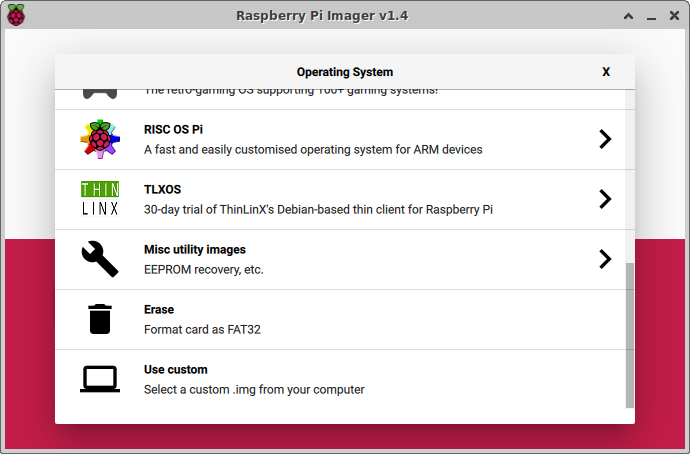 Raspberry Pi Imager v1.4
Operating System X
The retro-gaming OS supporting 100+ gaming systems!
RISC OS Pi
A fast and easily customised operating system for ARM devices
THIN
LINX
TLXOS
30-day trial of ThinLinX's Debian-based thin client for Raspberry Pi
Misc utility images
EEPROM recovery, etc.
Erase
Format card as FAT32
Use custom
Select a custom .img from your computer